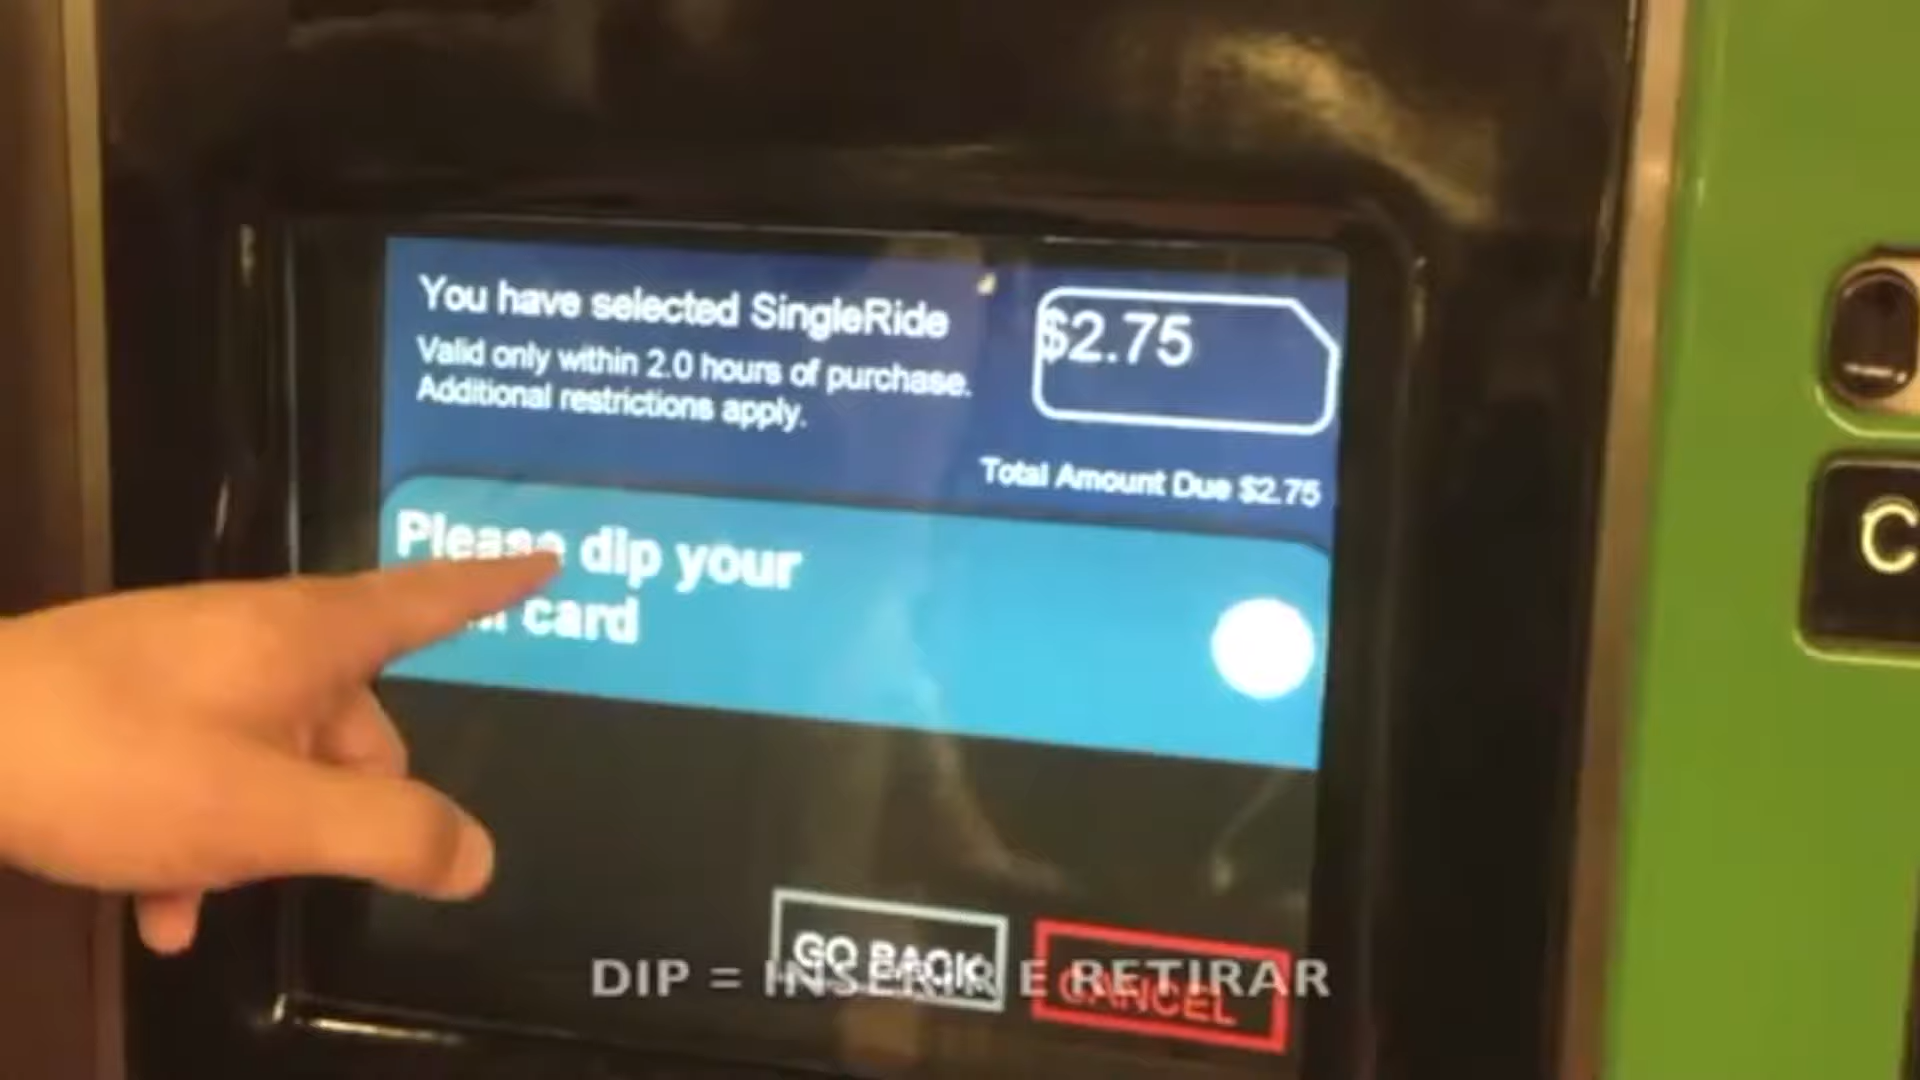 You have selected SingleRide
$2.75
Valid only within 2.0 hours of purchase.
Additional restrictions apply.
Total Amount Due $2.75
Please dip your
card
GO BACK
CANCEL
DIP = INSERIR E RETIRAR
C